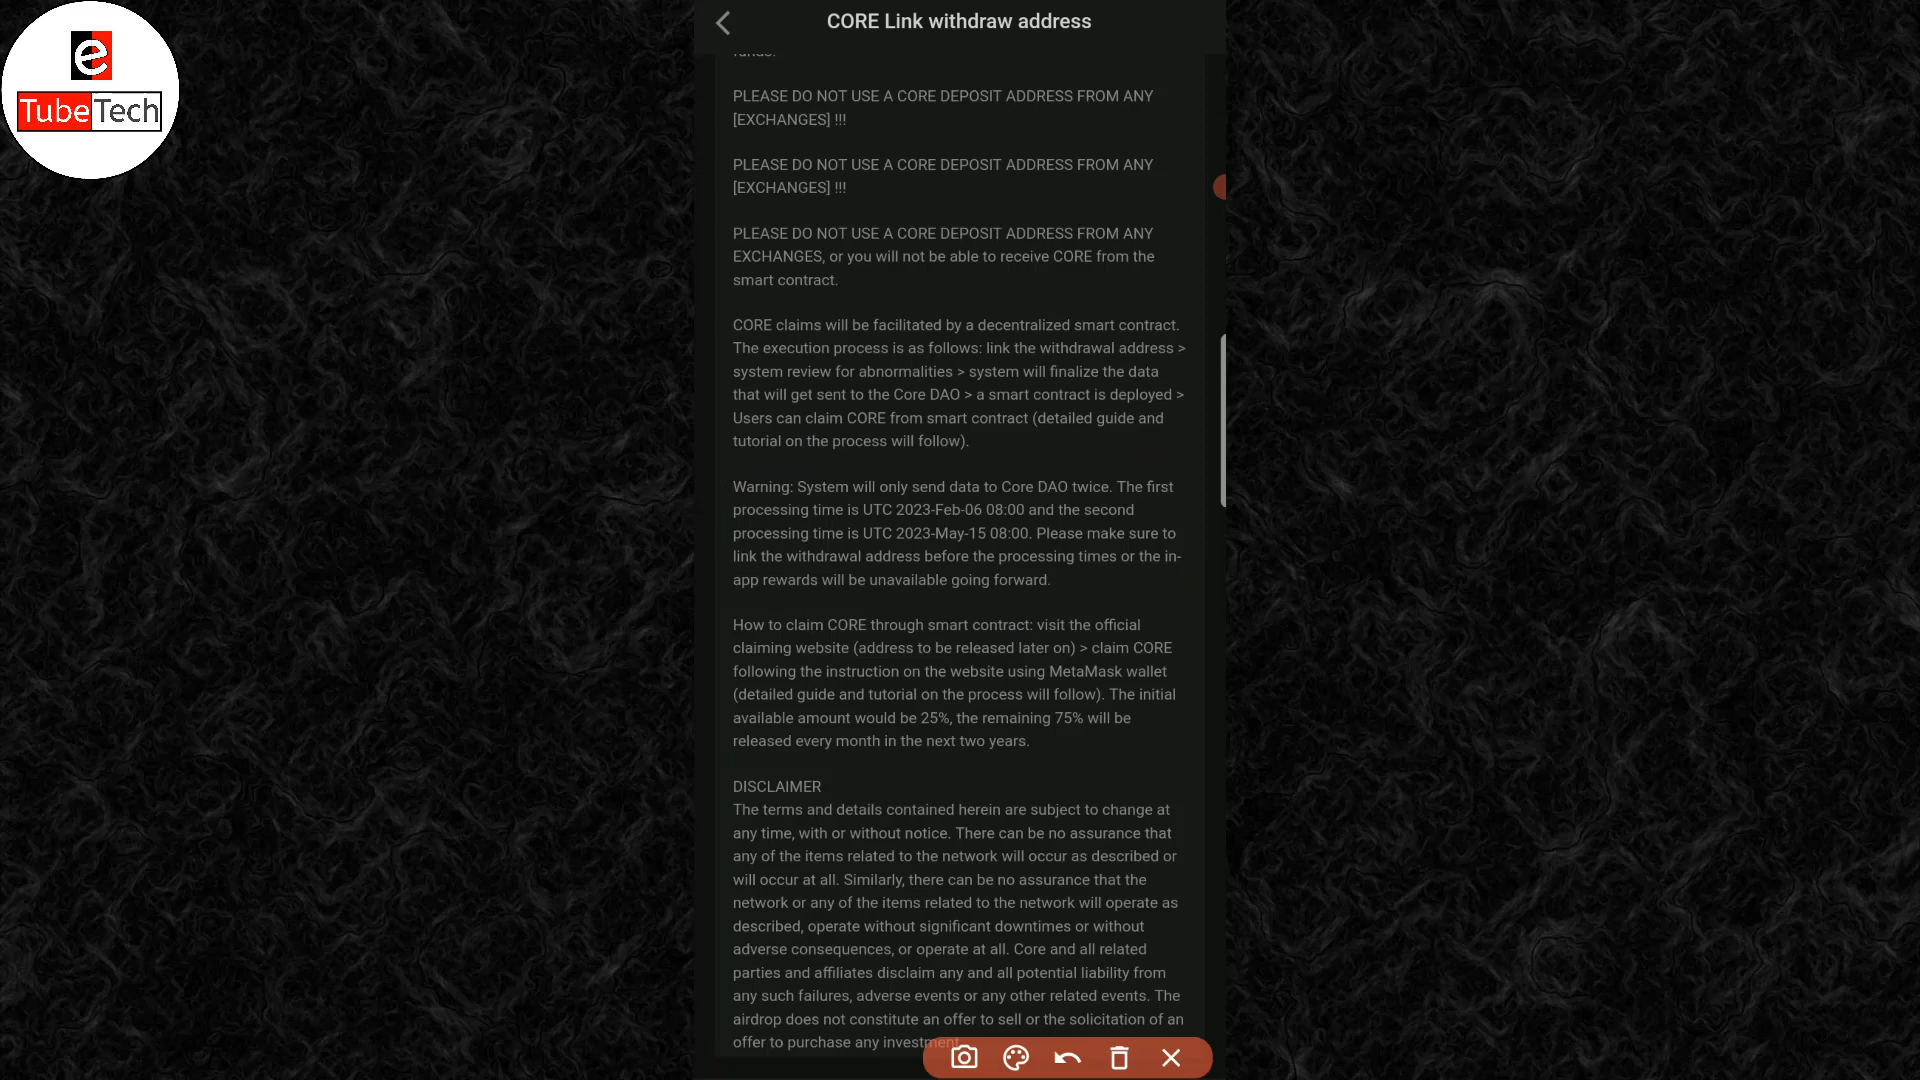 e
TubeTech
CORE Link withdraw address
PLEASE DO NOT USE A CORE DEPOSIT ADDRESS FROM ANY
[EXCHANGES] !!!
PLEASE DO NOT USE A CORE DEPOSIT ADDRESS FROM ANY
[EXCHANGES] !!!
PLEASE DO NOT USE A CORE DEPOSIT ADDRESS FROM ANY
EXCHANGES, or you will not be able to receive CORE from the
smart contract.
CORE claims will be facilitated by a decentralized smart contract.
The execution process is as follows: link the withdrawal address >
system review for abnormalities > system will finalize the data
that will get sent to the Core DAO > a smart contract is deployed >
Users can claim CORE from smart contract (detailed guide and
tutorial on the process will follow).
Warning: System will only send data to Core DAO twice. The first
processing time is UTC 2023-Feb-06 08:00 and the second
processing time is UTC 2023-May-15 08:00. Please make sure to
link the withdrawal address before the processing times or the in-
app rewards will be unavailable going forward.
How to claim CORE through smart contract: visit the official
claiming website (address to be released later on) > claim CORE
following the instruction on the website using MetaMask wallet
(detailed guide and tutorial on the process will follow). The initial
available amount would be 25%, the remaining 75% will be
released every month in the next two years.
DISCLAIMER
The terms and details contained herein are subject to change at
any time, with or without notice. There can be no assurance that
any of the items related to the network will occur as described or
will occur at all. Similarly, there can be no assurance that the
network or any of the items related to the network will operate as
described, operate without significant downtimes or without
adverse consequences, or operate at all. Core and all related
parties and affiliates disclaim any and all potential liability from
any such failures, adverse events or any other related events. The
airdrop does not constitute an offer to sell or the solicitation of an
offer to purchase any investment